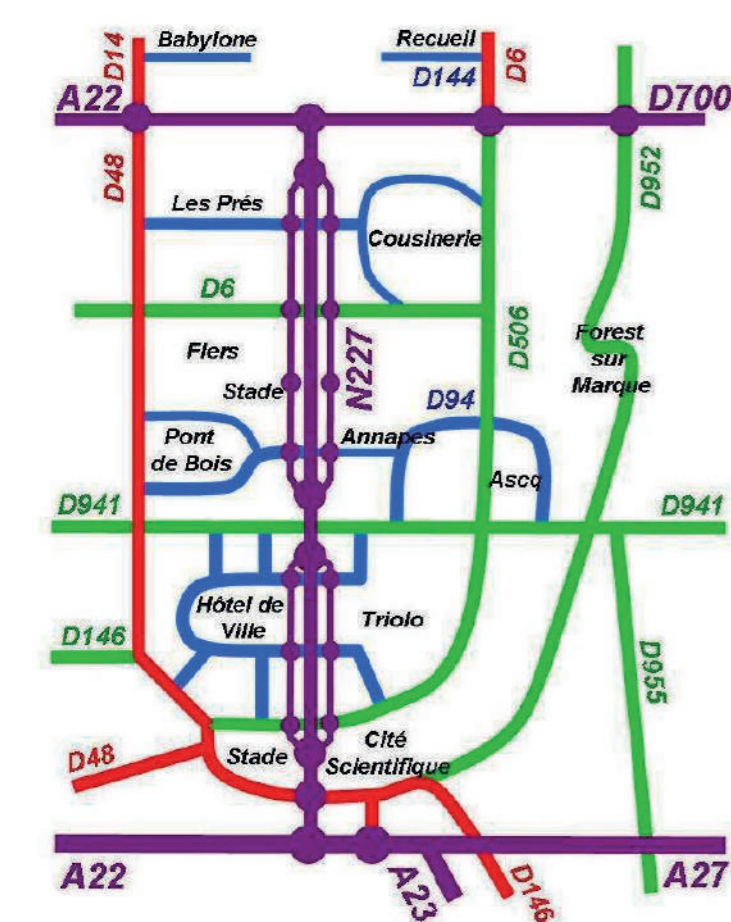 Babylone
Recueil
D14
D144
D6
A22
D700
D48
D952
Les Prés
Cousinerie
D6
Flers
N227
D506
Forest
sur
Marque
Stade
D94
Pont
de Bois
Annapes
Ascq
D941
D941
Hôtel de
Ville
Triolo
D146
D955
D48
Stade
Cité
Scientifique
A22
A23
D146
A27